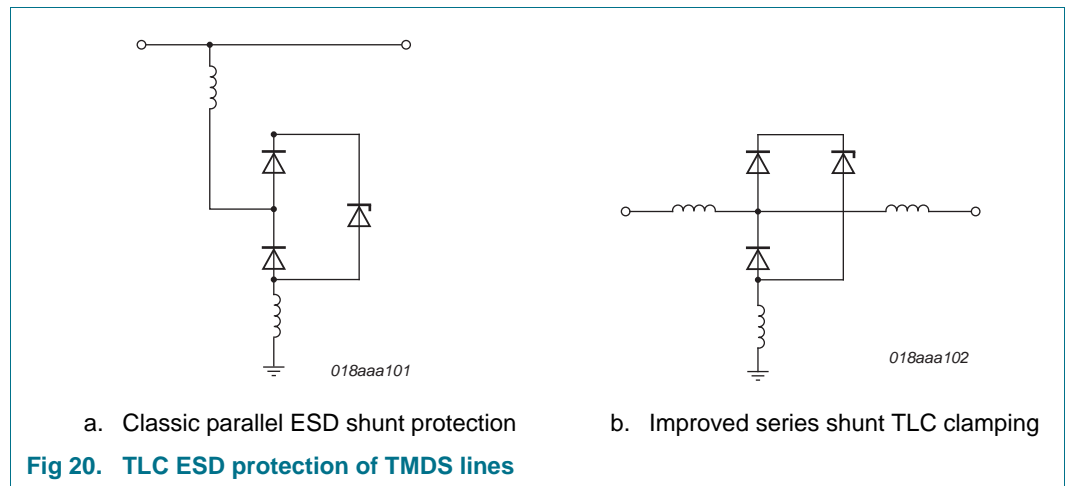 018aaa101
018aaa102
a. Classic parallel ESD shunt protection
b. Improved series shunt TLC clamping
Fig 20. TLC ESD protection of TMDS lines